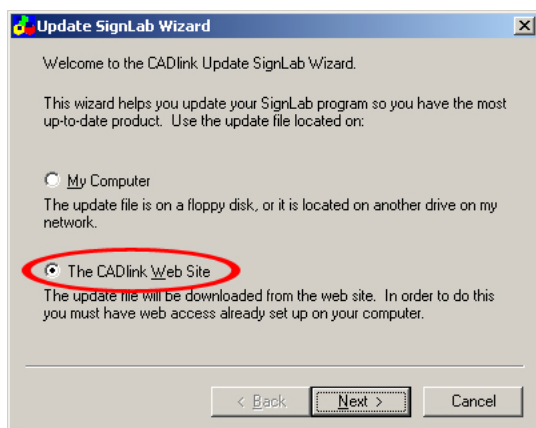 Update SignLab Wizard
Welcome to the CADlink Update SignLab Wizard.
This wizard helps you update your SignLab program so you have the most
up-to-date product. Use the update file located on:
My Computer
The update file is on a floppy disk, or it is located on another drive on my
network.
The CADlink Web Site
The update file will be downloaded from the web site. In order to do this
you must have web access already set up on your computer.
< Back Next > Cancel